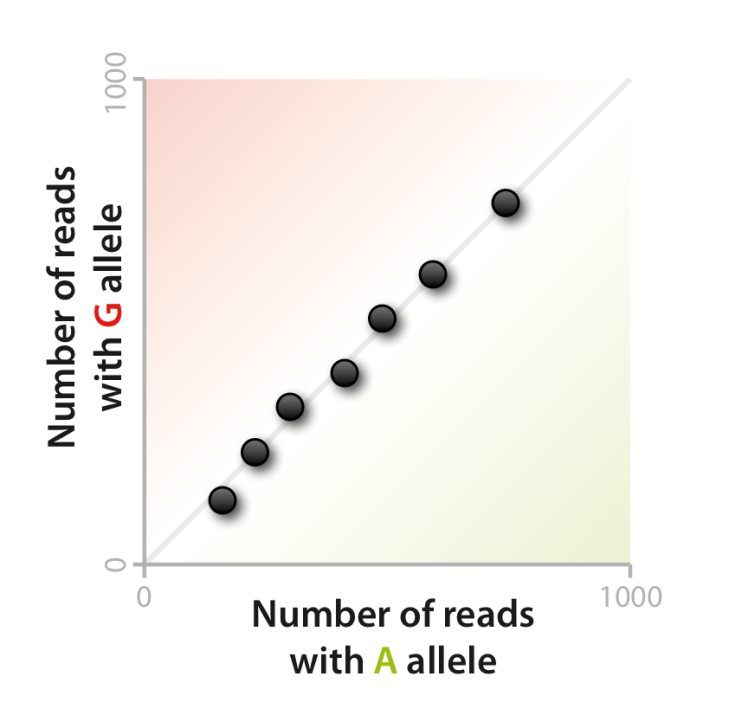 1000
Number of reads
with G allele
0
0
1000
Number of reads
with A allele